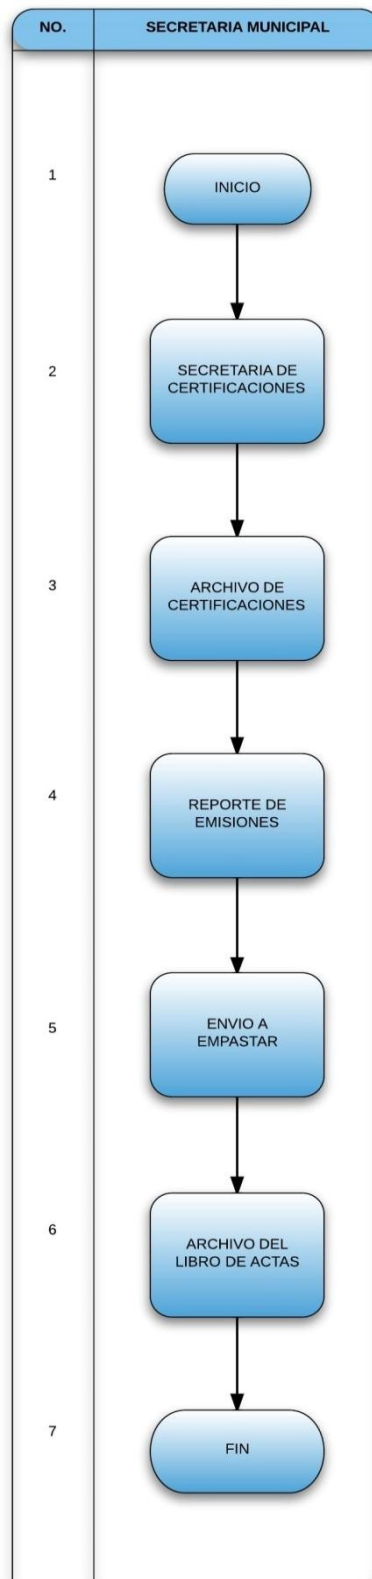 NO. SECRETARIA MUNICIPAL
1
INICIO
2
SECRETARIA DE
CERTIFICACIONES
3
ARCHIVO DE
CERTIFICACIONES
4
REPORTE DE
EMISIONES
5
ENVIO A
EMPASTAR
6
ARCHIVO DEL
LIBRO DE ACTAS
7
FIN